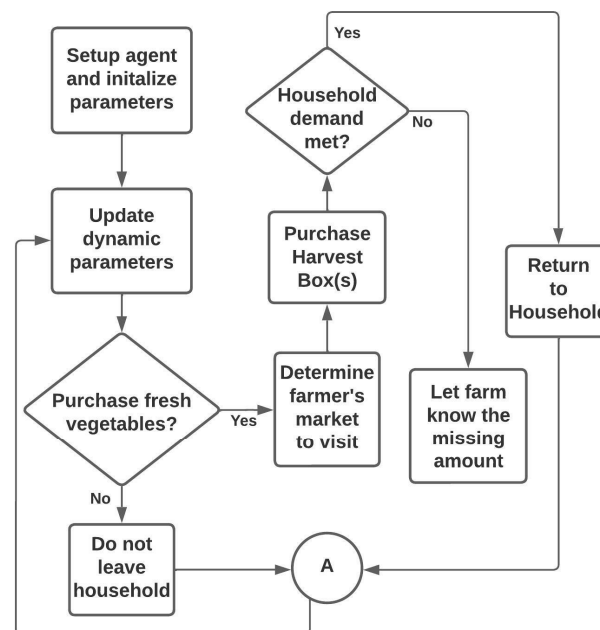 Setup agent
and initalize
parameters
Update
dynamic
parameters
Purchase fresh
vegetables?
Yes
No
Do not
leave
household
Determine
farmer's
market
to visit
Purchase
Harvest
Box(s)
Household
demand
met?
Yes
No
Let farm
know the
missing
amount
Return
to
Household
A